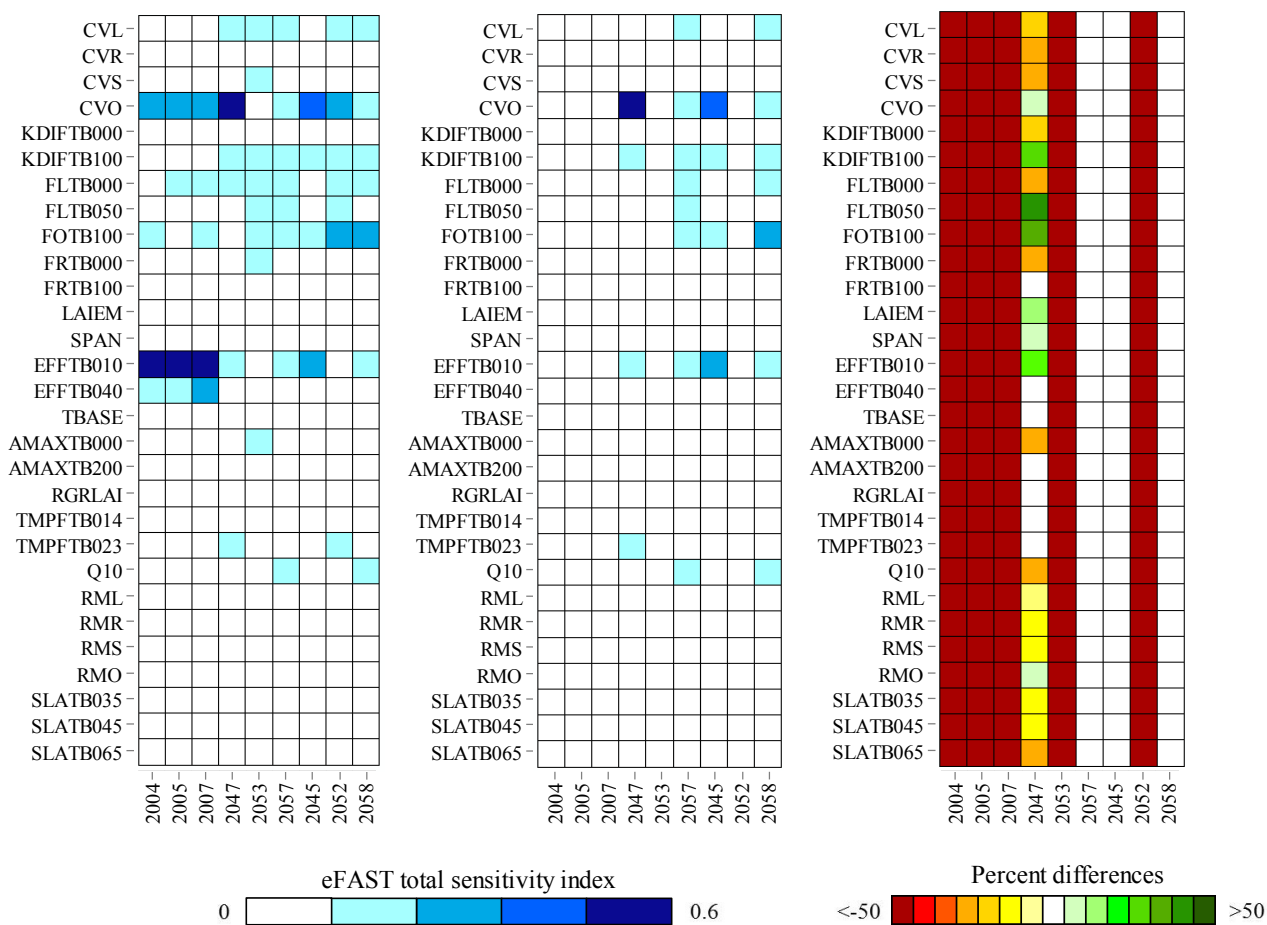 CVL
CVR
CVS
CVO
KDIFTB000
KDIFTB100
FLTB000
FLTB050
FOTB100
FRTB000
FRTB100
LAIEM
SPAN
EFFTB010
EFFTB040
TBASE
AMAXTB000
AMAXTB200
RGRLAI
TMPFTB014
TMPFTB023
Q10
RML
RMR
RMS
RMO
SLATB035
SLATB045
SLATB065
2004
2005
2007
2047
2053
2057
2045
2052
2058
CVL
CVR
CVS
CVO
KDIFTB000
KDIFTB100
FLTB000
FLTB050
FOTB100
FRTB000
FRTB100
LAIEM
SPAN
EFFTB010
EFFTB040
TBASE
AMAXTB000
AMAXTB200
RGRLAI
TMPFTB014
TMPFTB023
Q10
RML
RMR
RMS
RMO
SLATB035
SLATB045
SLATB065
2004
2005
2007
2047
2053
2057
2045
2052
2058
CVL
CVR
CVS
CVO
KDIFTB000
KDIFTB100
FLTB000
FLTB050
FOTB100
FRTB000
FRTB100
LAIEM
SPAN
EFFTB010
EFFTB040
TBASE
AMAXTB000
AMAXTB200
RGRLAI
TMPFTB014
TMPFTB023
Q10
RML
RMR
RMS
RMO
SLATB035
SLATB045
SLATB065
2004
2005
2007
2047
2053
2057
2045
2052
2058
eFAST total sensitivity index
0 0.6
Percent differences
<-50 >50